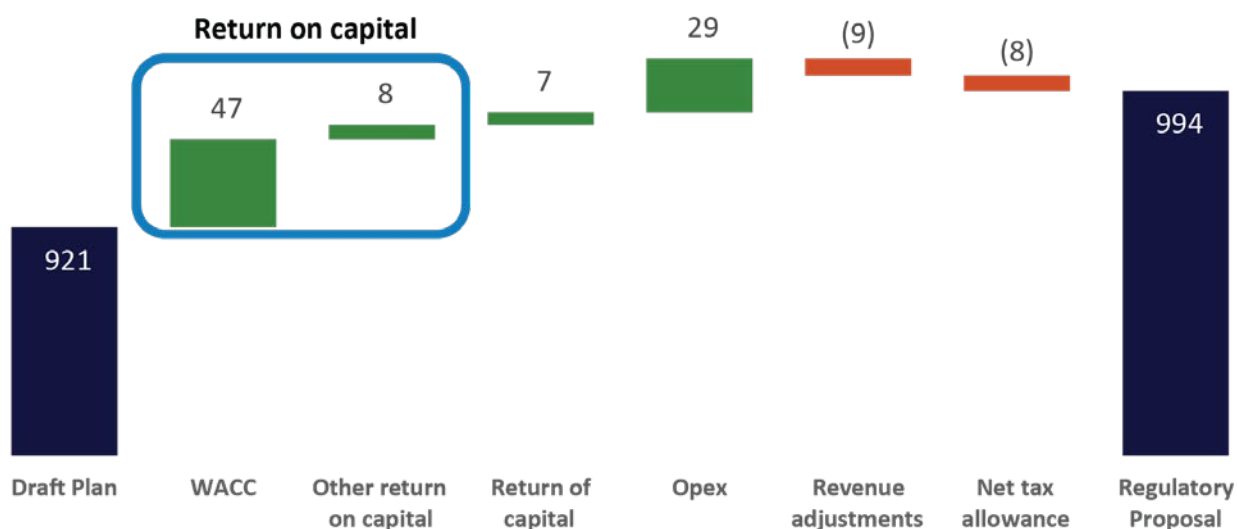 Return on capital
29
(9)
(8)
47
8
7
994
921
Draft Plan
WACC
Other return
on capital
Return of
capital
Opex
Revenue
adjustments
Net tax
allowance
Regulatory
Proposal